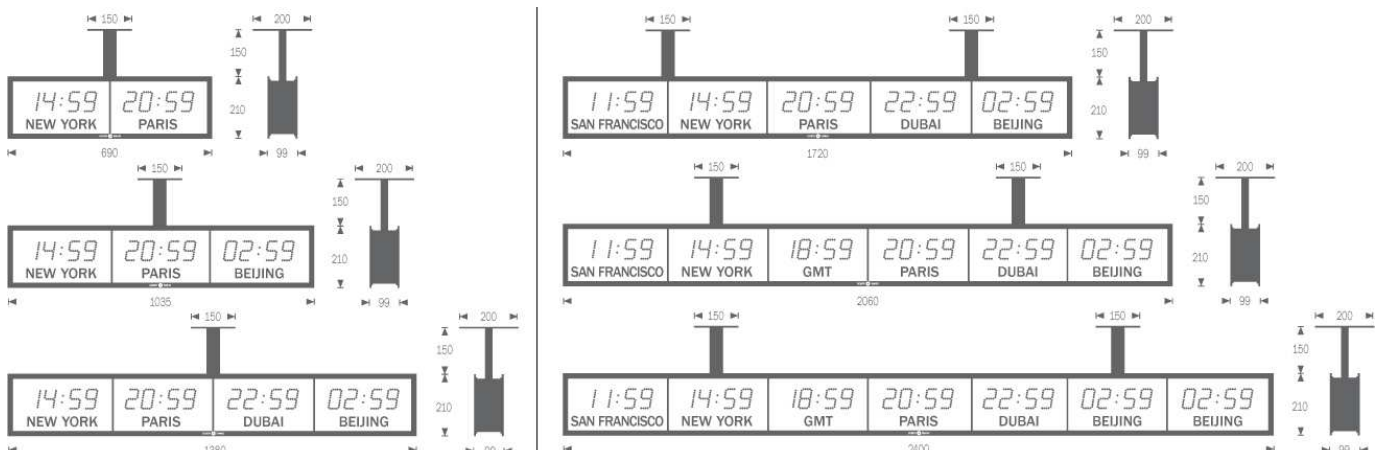 150 200
150
14:59 20:59
NEW YORK PARIS
210
690 99
150 200
150
14:59 20:59 02:59
NEW YORK PARIS BEIJING
210
1035 99
150 200
150
14:59 20:59 22:59 02:59
NEW YORK PARIS DUBAI BEIJING
210
1380 99
150 150 200
150
11:59 14:59 20:59 22:59 02:59
SAN FRANCISCO NEW YORK PARIS DUBAI BEIJING
210
1720 99
150 150 200
150
11:59 14:59 18:59 20:59 22:59 02:59
SAN FRANCISCO NEW YORK GMT PARIS DUBAI BEIJING
210
2060 99
150 150 200
150
11:59 14:59 18:59 20:59 22:59 02:59 02:59
SAN FRANCISCO NEW YORK GMT PARIS DUBAI BEIJING BEIJING
210
2400 99